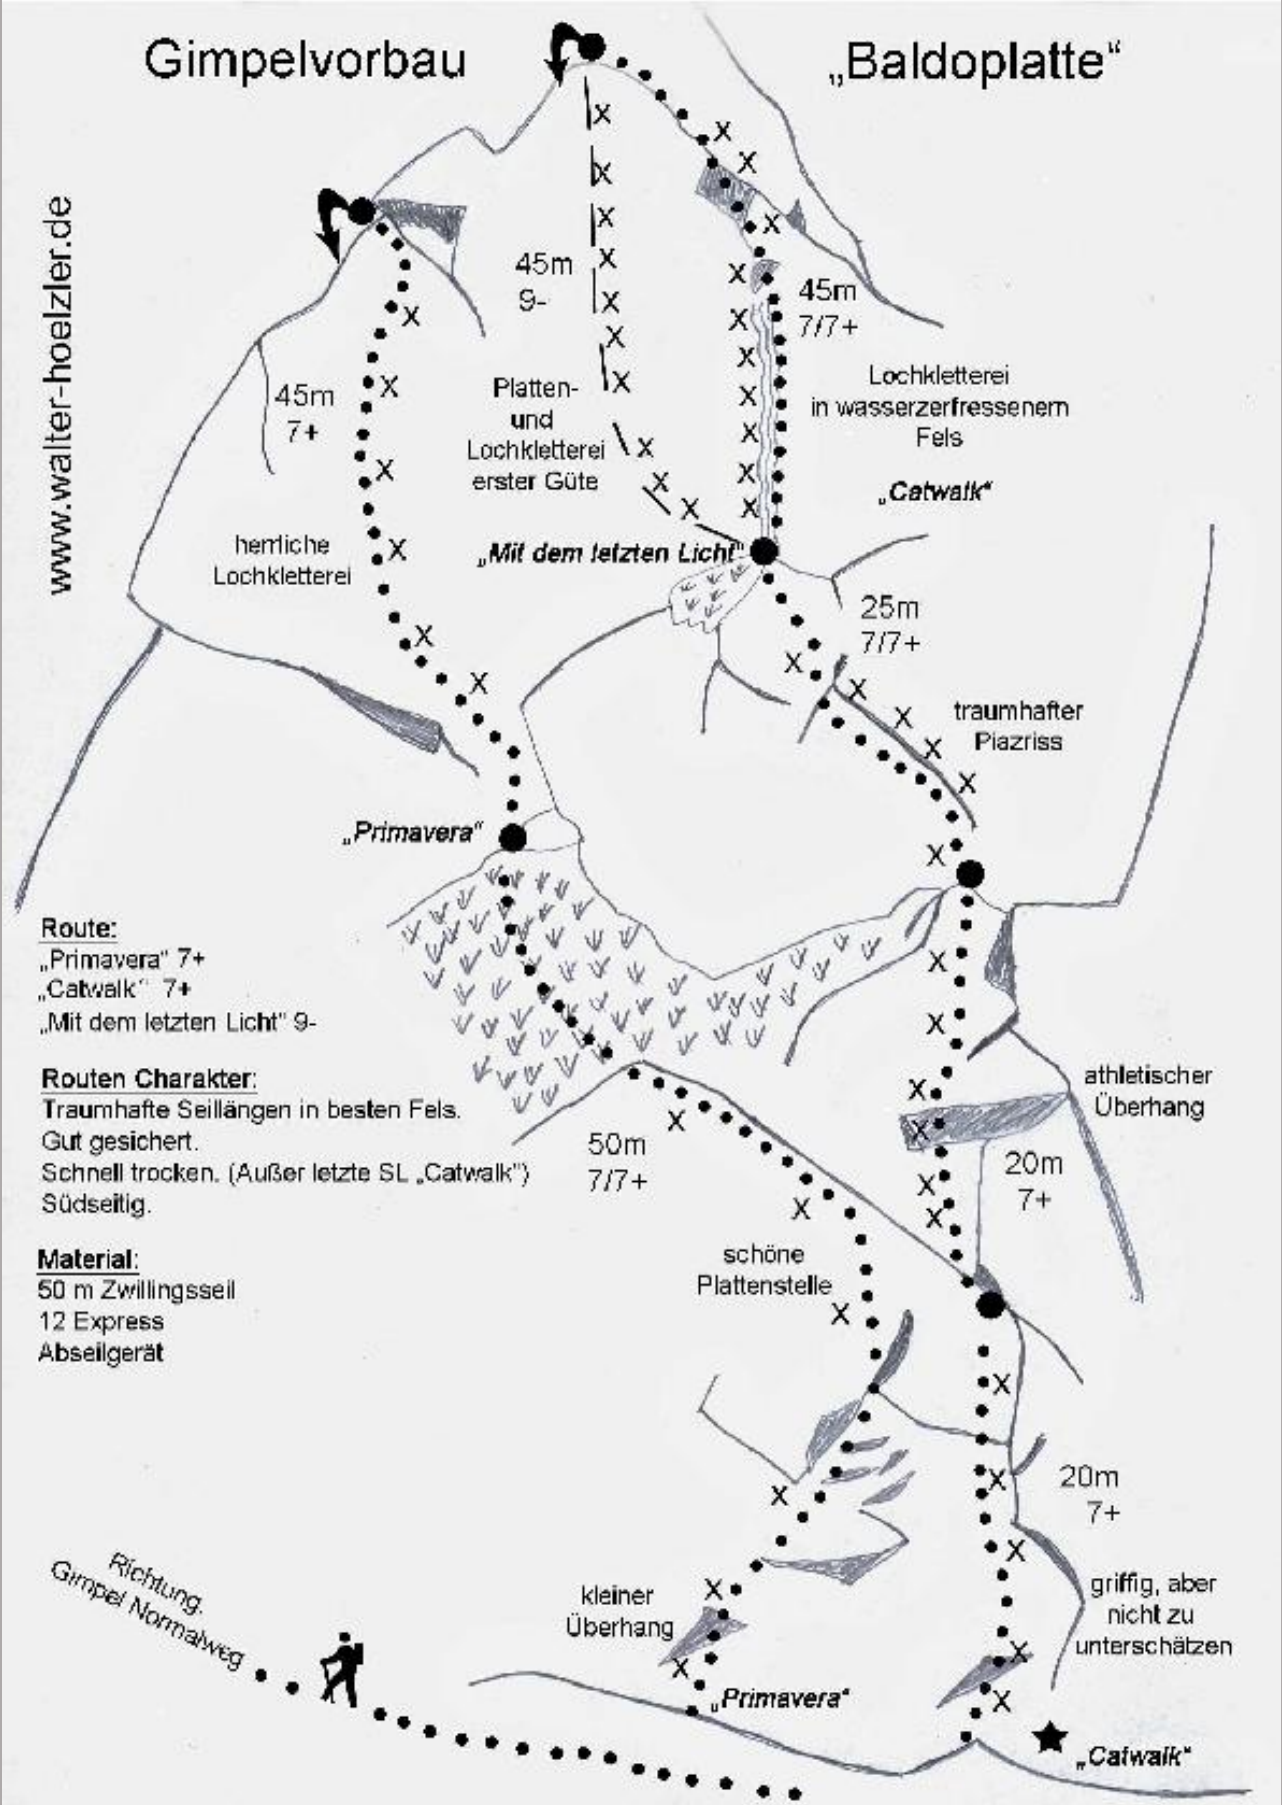 Gimpelvorbau
„Baldoplatte“
www.walter-hoelzler.de
45m
9-
45m
7/7+
Platten-
und
Lochkletterei
erster Güte
Lochkletterei
in wasserzerfressenem
Fels
„Catwalk“
45m
7+
herrliche
Lochkletterei
„Mit dem letzten Licht“
25m
7/7+
traumhafter
Piazriss
„Primavera“
Route:
„Primavera“ 7+
„Catwalk“ 7+
„Mit dem letzten Licht“ 9-
Routen Charakter:
Traumhafte Seillängen in besten Fels.
Gut gesichert.
Schnell trocken. (Außer letzte SL „Catwalk“)
Südseitig.
Material:
50 m Zwillingsseil
12 Express
Abseilgerät
athletischer
Überhang
50m
7/7+
20m
7+
schöne
Plattenstelle
20m
7+
griffig, aber
nicht zu
unterschätzen
kleiner
Überhang
Richtung.
Gimpel Normalweg
„Primavera“
„Catwalk“